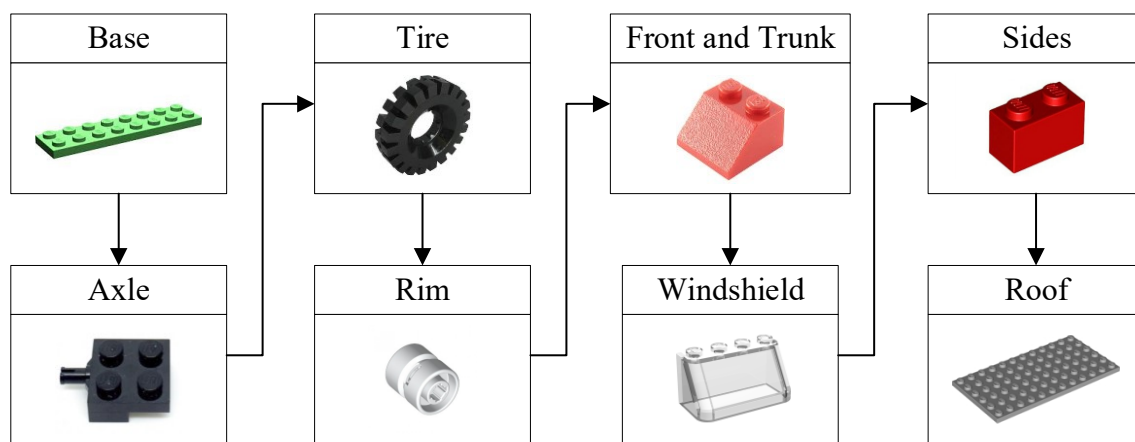 Base
Tire
Front and Trunk
Sides
Axle
Rim
Windshield
Roof